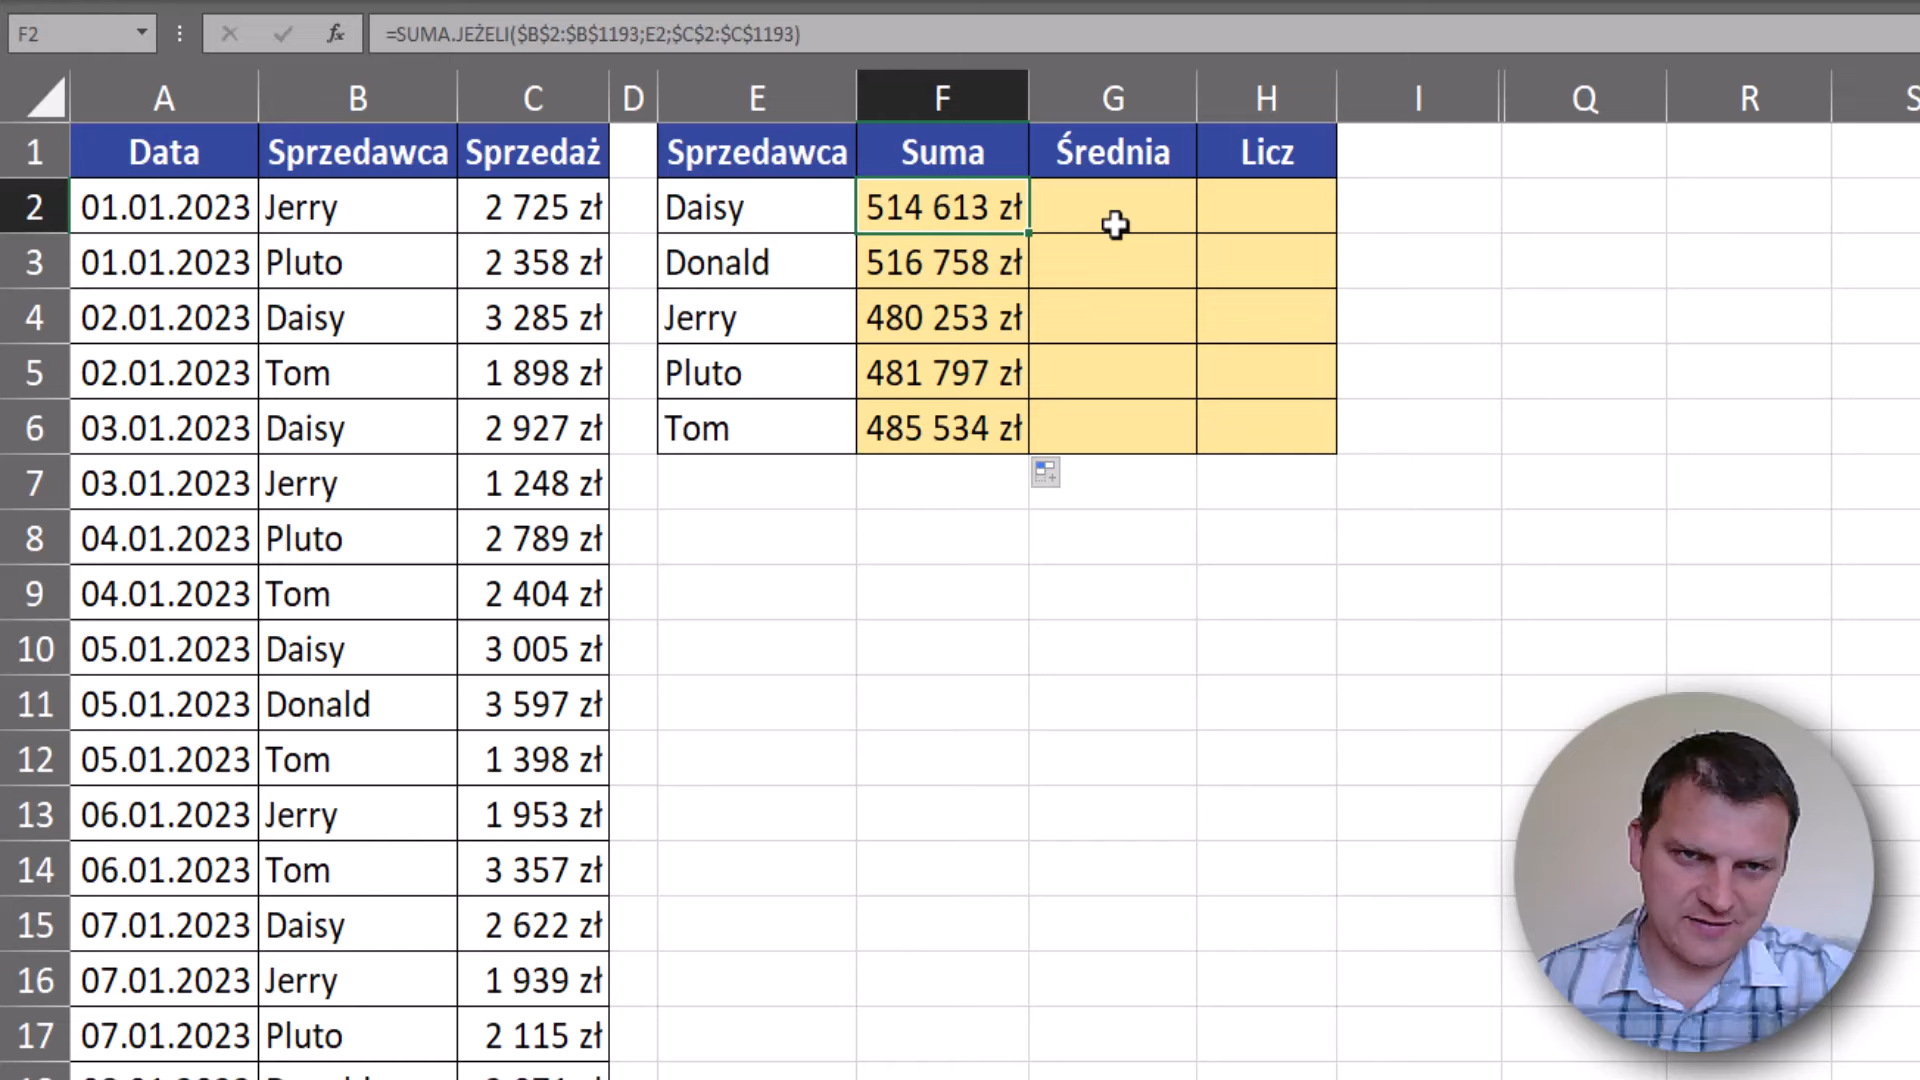 F2 fx =SUMA.JEŻELI($B$2:$B$1193;E2;$C$2:$C$1193)
A B C D E F G H I Q R S
1 Data Sprzedawca Sprzedaż Sprzedawca Suma Średnia Licz
2 01.01.2023 Jerry 2 725 zł Daisy 514 613 zł
3 01.01.2023 Pluto 2 358 zł Donald 516 758 zł
4 02.01.2023 Daisy 3 285 zł Jerry 480 253 zł
5 02.01.2023 Tom 1 898 zł Pluto 481 797 zł
6 03.01.2023 Daisy 2 927 zł Tom 485 534 zł
7 03.01.2023 Jerry 1 248 zł
8 04.01.2023 Pluto 2 789 zł
9 04.01.2023 Tom 2 404 zł
10 05.01.2023 Daisy 3 005 zł
11 05.01.2023 Donald 3 597 zł
12 05.01.2023 Tom 1 398 zł
13 06.01.2023 Jerry 1 953 zł
14 06.01.2023 Tom 3 357 zł
15 07.01.2023 Daisy 2 622 zł
16 07.01.2023 Jerry 1 939 zł
17 07.01.2023 Pluto 2 115 zł